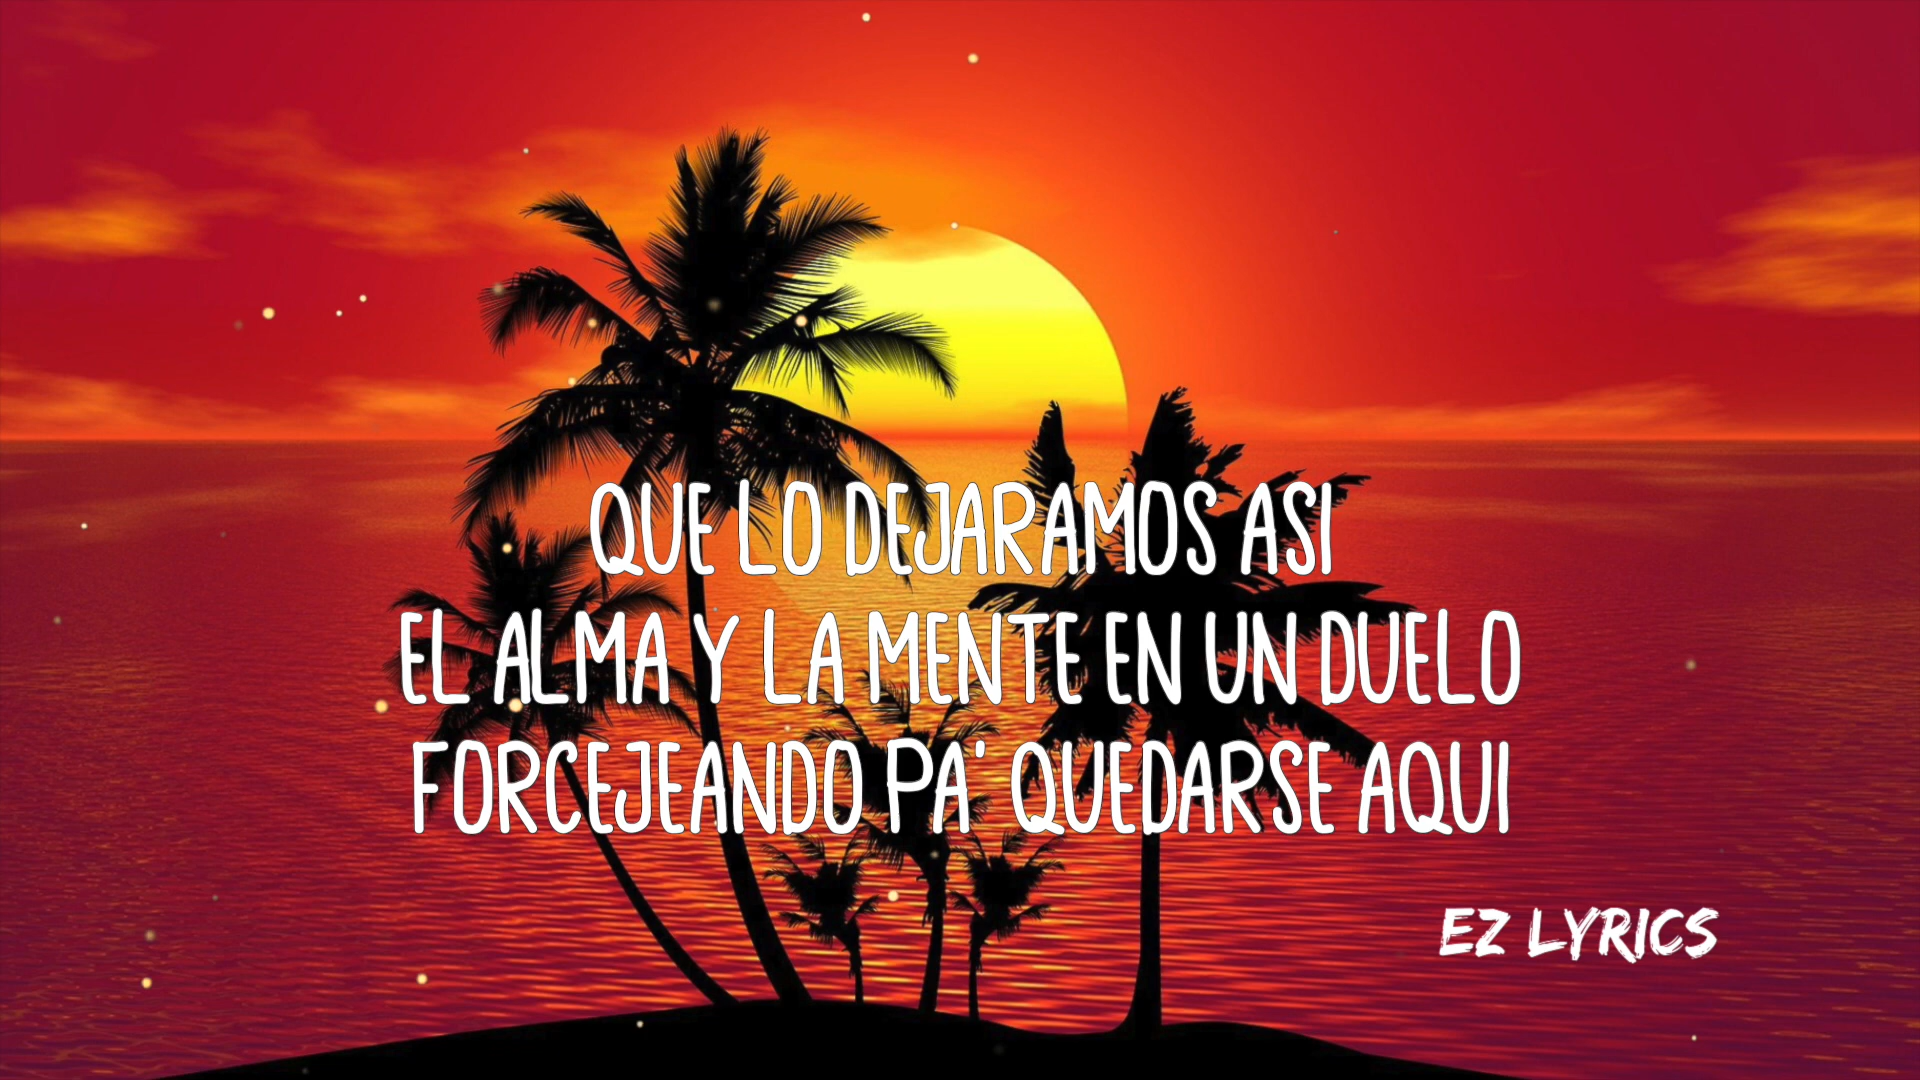 QUE LO DEJARAMOS ASI
EL ALMA Y LA MENTE EN UN DUELO
FORCEJEANDO PA' QUEDARSE AQUI
EZ LYRICS